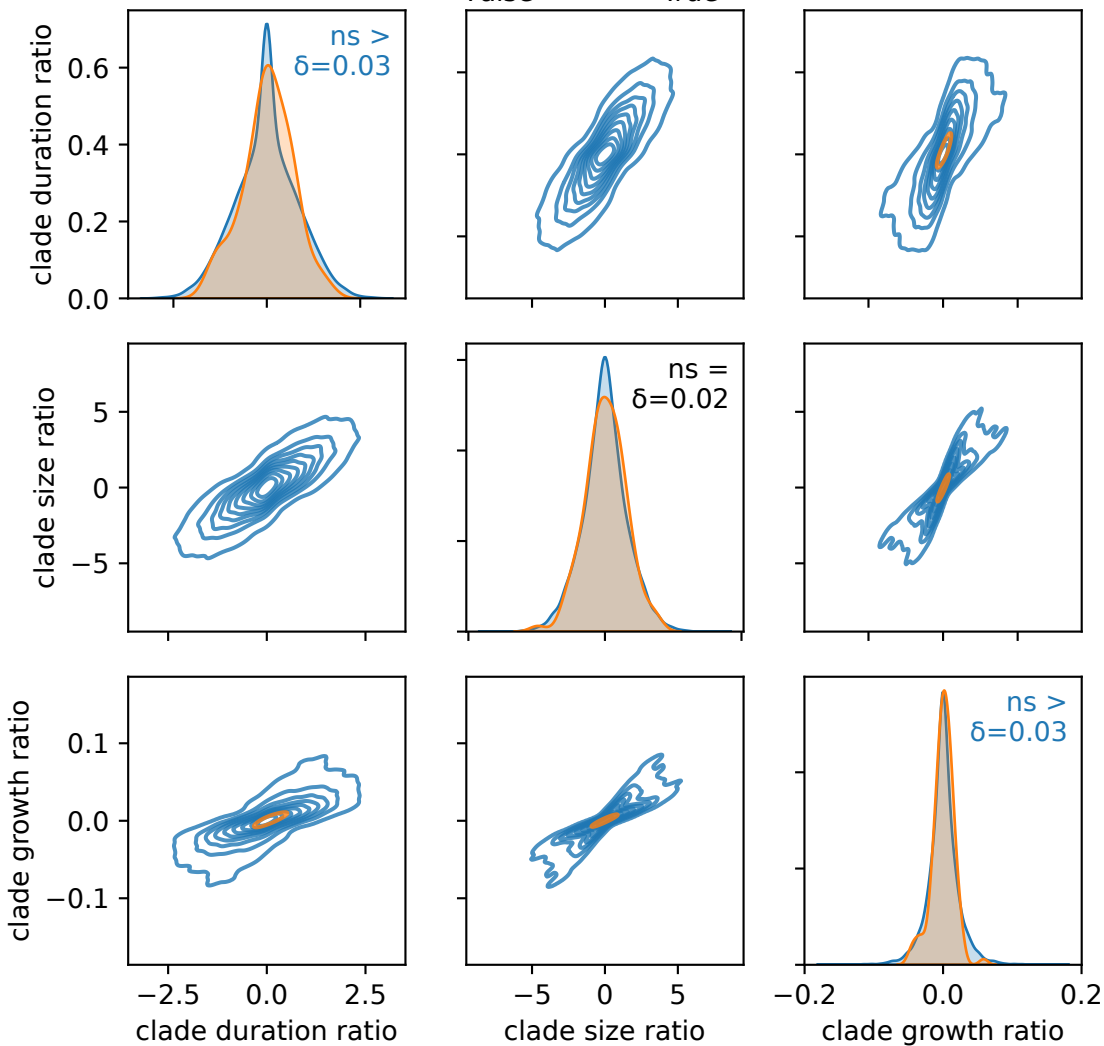 ns >
δ=0.03
clade duration ratio
0.6
0.4
0.2
0.0
ns =
δ=0.02
clade size ratio
5
0
−5
ns >
δ=0.03
clade growth ratio
0.1
0.0
−0.1
−2.5 0.0 2.5
−5 0 5
−0.2 0.0 0.2
clade duration ratio
clade size ratio
clade growth ratio